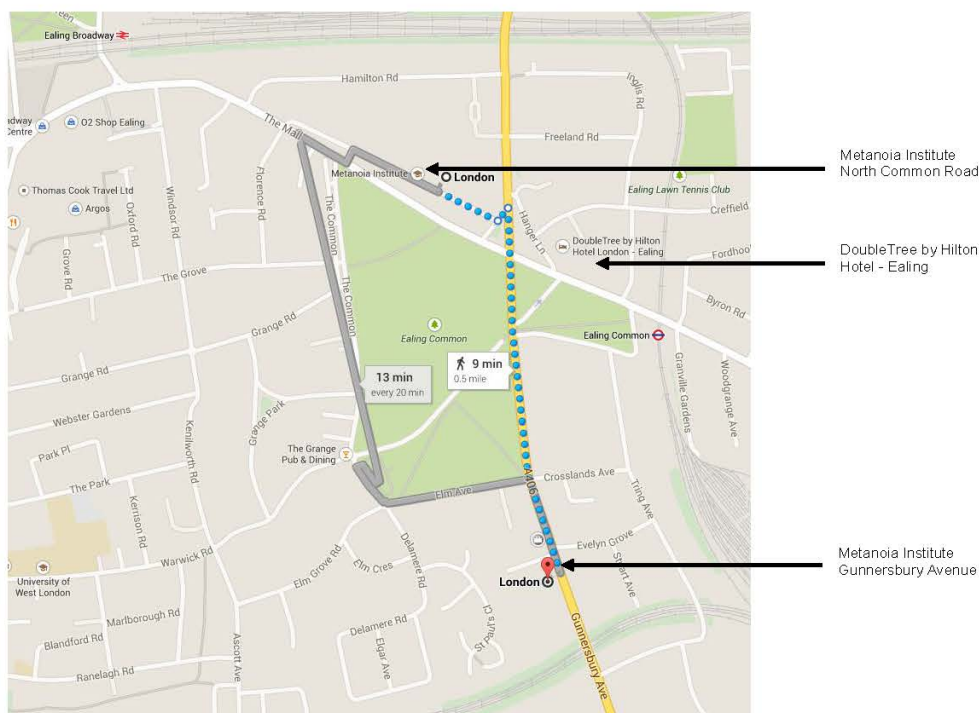 Ealing Broadway
Hamilton Rd
Inglis Rd
adway
Centre
O2 Shop Ealing
The Mall
Freeland Rd
Metanoia Institute
London
Metanoia Institute
North Common Road
Thomas Cook Travel Ltd
Argos
Windsor Rd
Oxford Rd
Florence Rd
The Common
Ealing Lawn Tennis Club
Creffield
Hanger Ln
DoubleTree by Hilton
Hotel London - Ealing
Fordhook
DoubleTree by Hilton
Hotel - Ealing
Grove Rd
The Grove
The Common
Byron Rd
Grange Rd
Ealing Common
Ealing Common
Grange Rd
13 min
every 20 min
9 min
0.5 mile
Granville Gardens
Woodgrange Ave
Webster Gardens
Grange Park
Kenilworth Rd
Park Pl
The Grange
Pub & Dining
The Park
Kerrison Rd
Elm Ave
A406
Crosslands Ave
Tring Ave
Warwick Rd
Delamere Rd
Evelyn Grove
Stuart Ave
Metanoia Institute
Gunnersbury Avenue
University of
West London
Elm Grove Rd
Elm Cres
London
Marlborough Rd
Blandford Rd
Delamere Rd
St Pauls Cl
Gunnersbury Ave
Ranelagh Rd
Ascott Ave
Elgar Ave